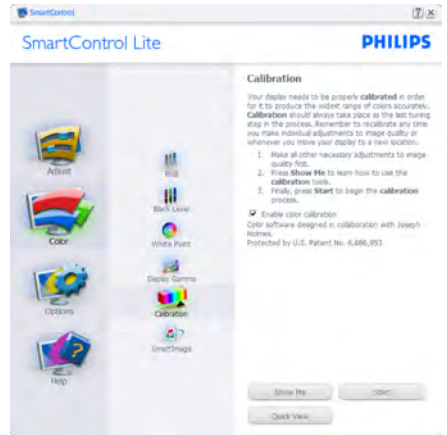 SmartControl
SmartControl Lite
PHILIPS
Adjust
Color
Options
Help
RGB
Black Level
White Point
Display Gamma
Calibration
SmartImage
Calibration
Your display needs to be properly calibrated in order
for it to produce the widest range of colors accurately.
Calibration should always take place as the last tuning
step in the process. Remember to recalibrate any time
you make individual adjustments to image quality or
whenever you move your display to a new location.
1. Make all other necessary adjustments to image
quality first.
2. Press Show Me to learn how to use the
calibration tools.
3. Finally, press Start to begin the calibration
process.
Enable color calibration
Color software designed in collaboration with Joseph
Holmes.
Protected by U.S. Patent No. 6,686,953
Show Me
Start
Quick View